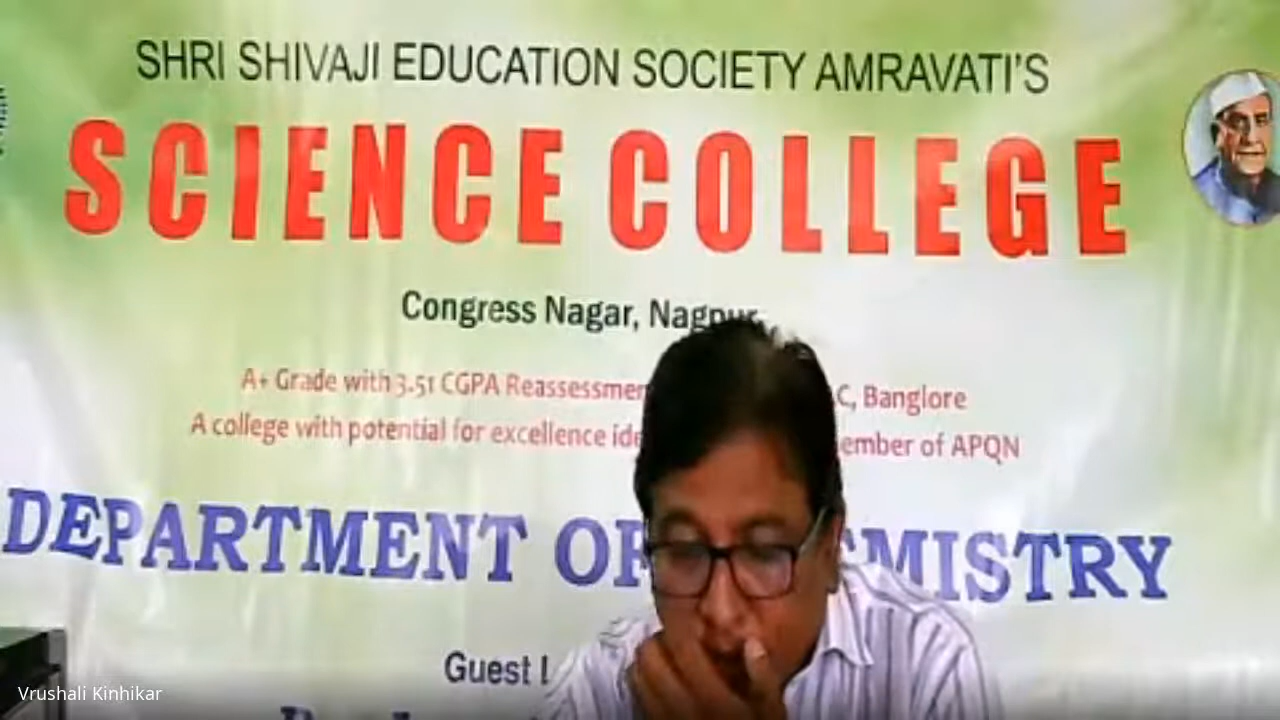 SHRI SHIVAJI EDUCATION SOCIETY AMRAVATI'S
SCIENCE COLLEGE
Congress Nagar, Nagpur
A+ Grade with 3.51 CGPA Reassessmen C, Banglore
A college with potential for excellence ide ember of APQN
DEPARTMENT OF MISTRY
Guest
Vrushali Kinhikar